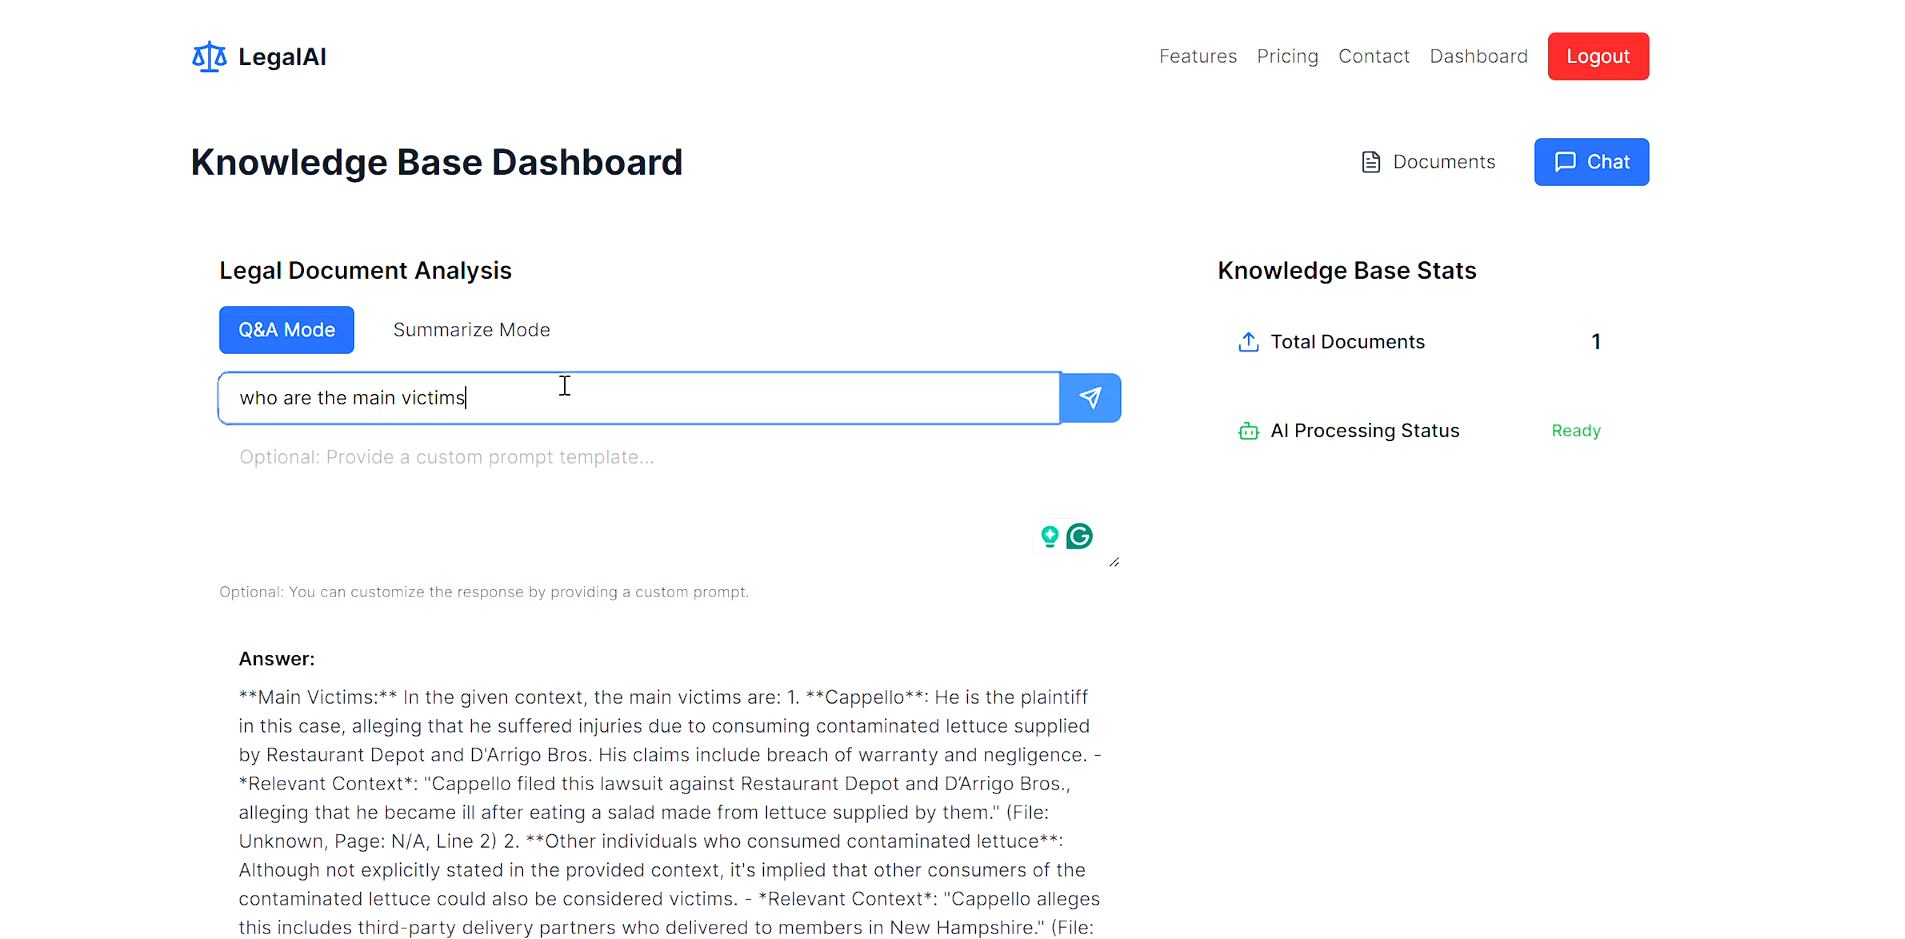 LegalAI
Features Pricing Contact Dashboard Logout
Knowledge Base Dashboard
Documents Chat
Legal Document Analysis
Q&A Mode Summarize Mode
who are the main victims
Optional: Provide a custom prompt template...
Optional: You can customize the response by providing a custom prompt.
Answer:
**Main Victims:** In the given context, the main victims are: 1. **Cappello**: He is the plaintiff
in this case, alleging that he suffered injuries due to consuming contaminated lettuce supplied
by Restaurant Depot and D'Arrigo Bros. His claims include breach of warranty and negligence. -
*Relevant Context*: "Cappello filed this lawsuit against Restaurant Depot and D’Arrigo Bros.,
alleging that he became ill after eating a salad made from lettuce supplied by them." (File:
Unknown, Page: N/A, Line 2) 2. **Other individuals who consumed contaminated lettuce**:
Although not explicitly stated in the provided context, it's implied that other consumers of the
contaminated lettuce could also be considered victims. - *Relevant Context*: "Cappello alleges
this includes third-party delivery partners who delivered to members in New Hampshire." (File:
Knowledge Base Stats
Total Documents 1
AI Processing Status Ready